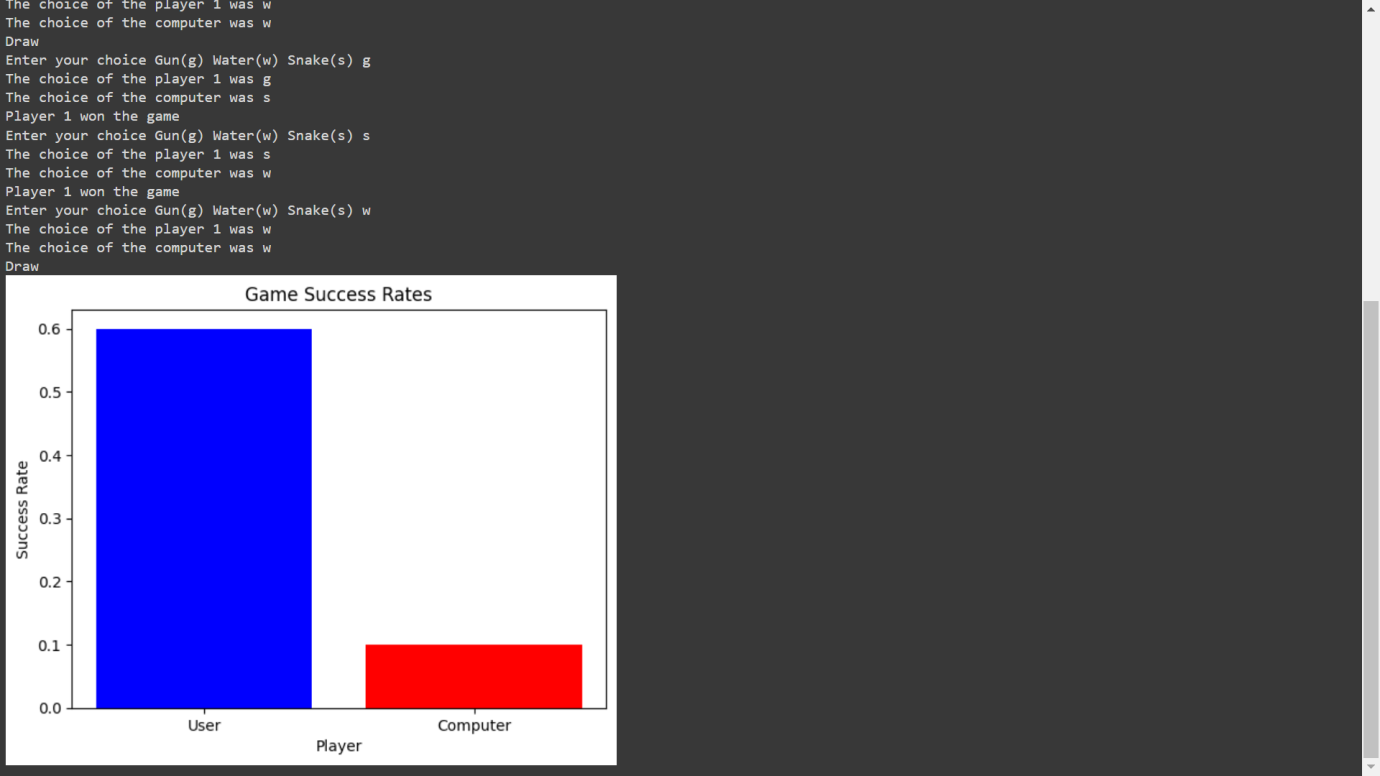 The choice of the player 1 was w
The choice of the computer was w
Draw
Enter your choice Gun(g) Water(w) Snake(s) g
The choice of the player 1 was g
The choice of the computer was s
Player 1 won the game
Enter your choice Gun(g) Water(w) Snake(s) s
The choice of the player 1 was s
The choice of the computer was w
Player 1 won the game
Enter your choice Gun(g) Water(w) Snake(s) w
The choice of the player 1 was w
The choice of the computer was w
Draw
Game Success Rates
0.6
0.5
0.4
0.3
0.2
0.1
0.0
Success Rate
User Computer
Player